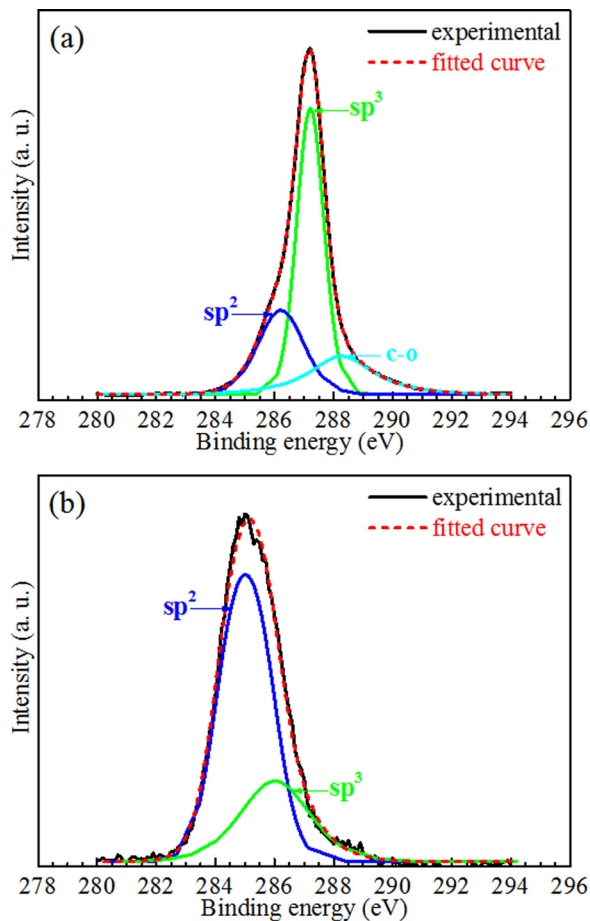 (a)
experimental
fitted curve
sp³
sp²
c-o
Intensity (a. u.)
278 280 282 284 286 288 290 292 294 296
Binding energy (eV)
(b)
experimental
fitted curve
sp²
sp³
Intensity (a. u.)
278 280 282 284 286 288 290 292 294 296
Binding energy (eV)